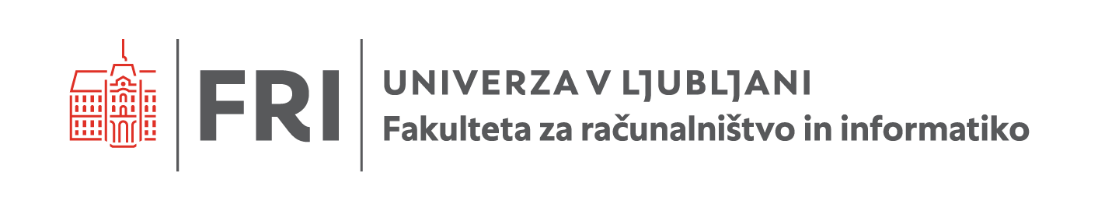 FRI
UNIVERZA V LJUBLJANI
Fakulteta za računalništvo in informatiko